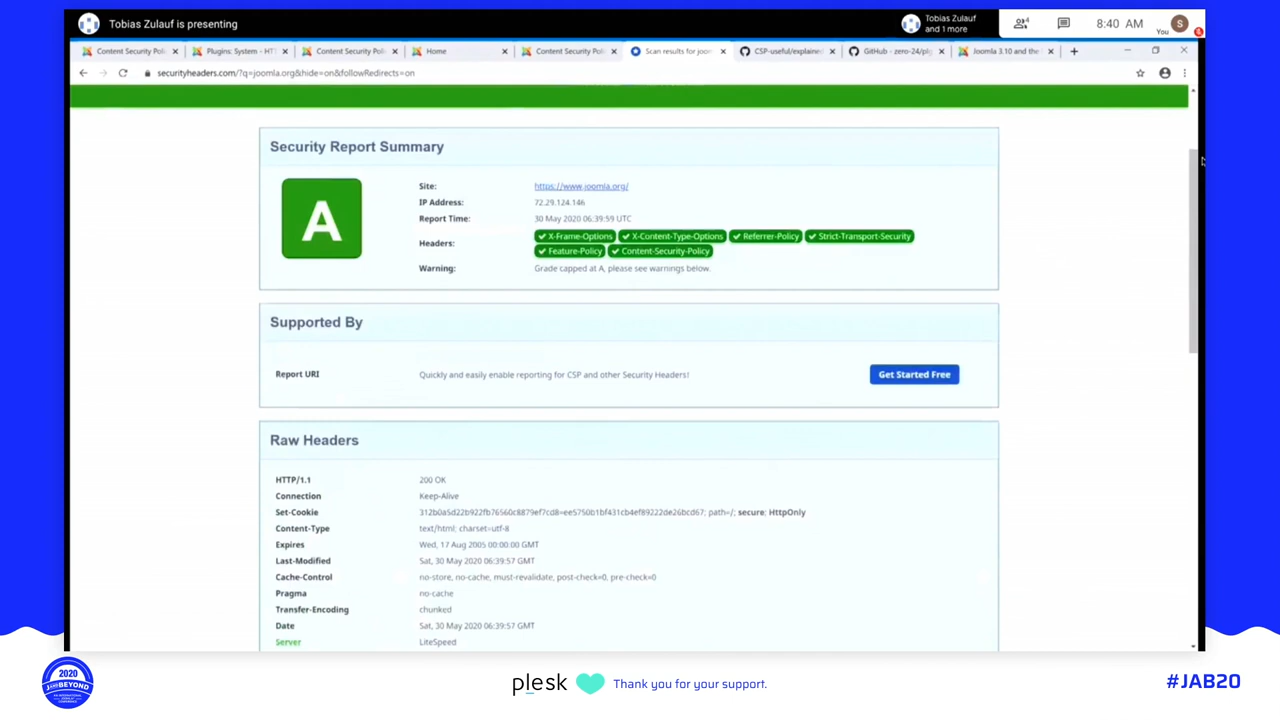 Tobias Zulauf is presenting
Tobias Zulauf
and 1 more
4
8:40 AM
You
S
Content Security Poli
Plugins: System - HTT
Content Security Poli
Home
Content Security Poli
Scan results for joom
CSP-useful/explained
GitHub - zero-24/plg
Joomla 3.10 and the
securityheaders.com/?q=joomla.org&hide=on&followRedirects=on
Security Report Summary
A
Site: https://www.joomla.org/
IP Address: 72.29.124.146
Report Time: 30 May 2020 06:39:59 UTC
Headers: X-Frame-Options X-Content-Type-Options Referrer-Policy Strict-Transport-Security
Feature-Policy Content-Security-Policy
Warning: Grade capped at A, please see warnings below.
Supported By
Report URI Quickly and easily enable reporting for CSP and other Security Headers!
Get Started Free
Raw Headers
HTTP/1.1 200 OK
Connection Keep-Alive
Set-Cookie 312b0a5d22b922fb76560c8879ef7cd8=ee5750b1bf431cb4ef89222de26bcd67; path=/; secure; HttpOnly
Content-Type text/html; charset=utf-8
Expires Wed, 17 Aug 2005 00:00:00 GMT
Last-Modified Sat, 30 May 2020 06:39:57 GMT
Cache-Control no-store, no-cache, must-revalidate, post-check=0, pre-check=0
Pragma no-cache
Transfer-Encoding chunked
Date Sat, 30 May 2020 06:39:57 GMT
Server LiteSpeed
2020
JANDBEYOND
plesk
Thank you for your support.
#JAB20